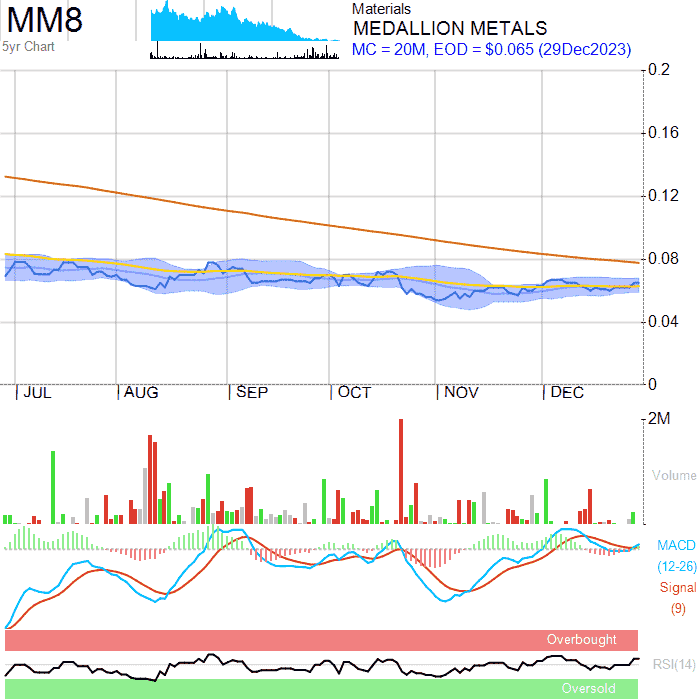 MM8
5yr Chart
Materials
MEDALLION METALS
MC = 20M, EOD = $0.065 (29Dec2023)
0.2
0.16
0.12
0.08
0.04
0
JUL AUG SEP OCT NOV DEC
2M
Volume
MACD
(12-26)
Signal
(9)
Overbought
RSI(14)
Oversold